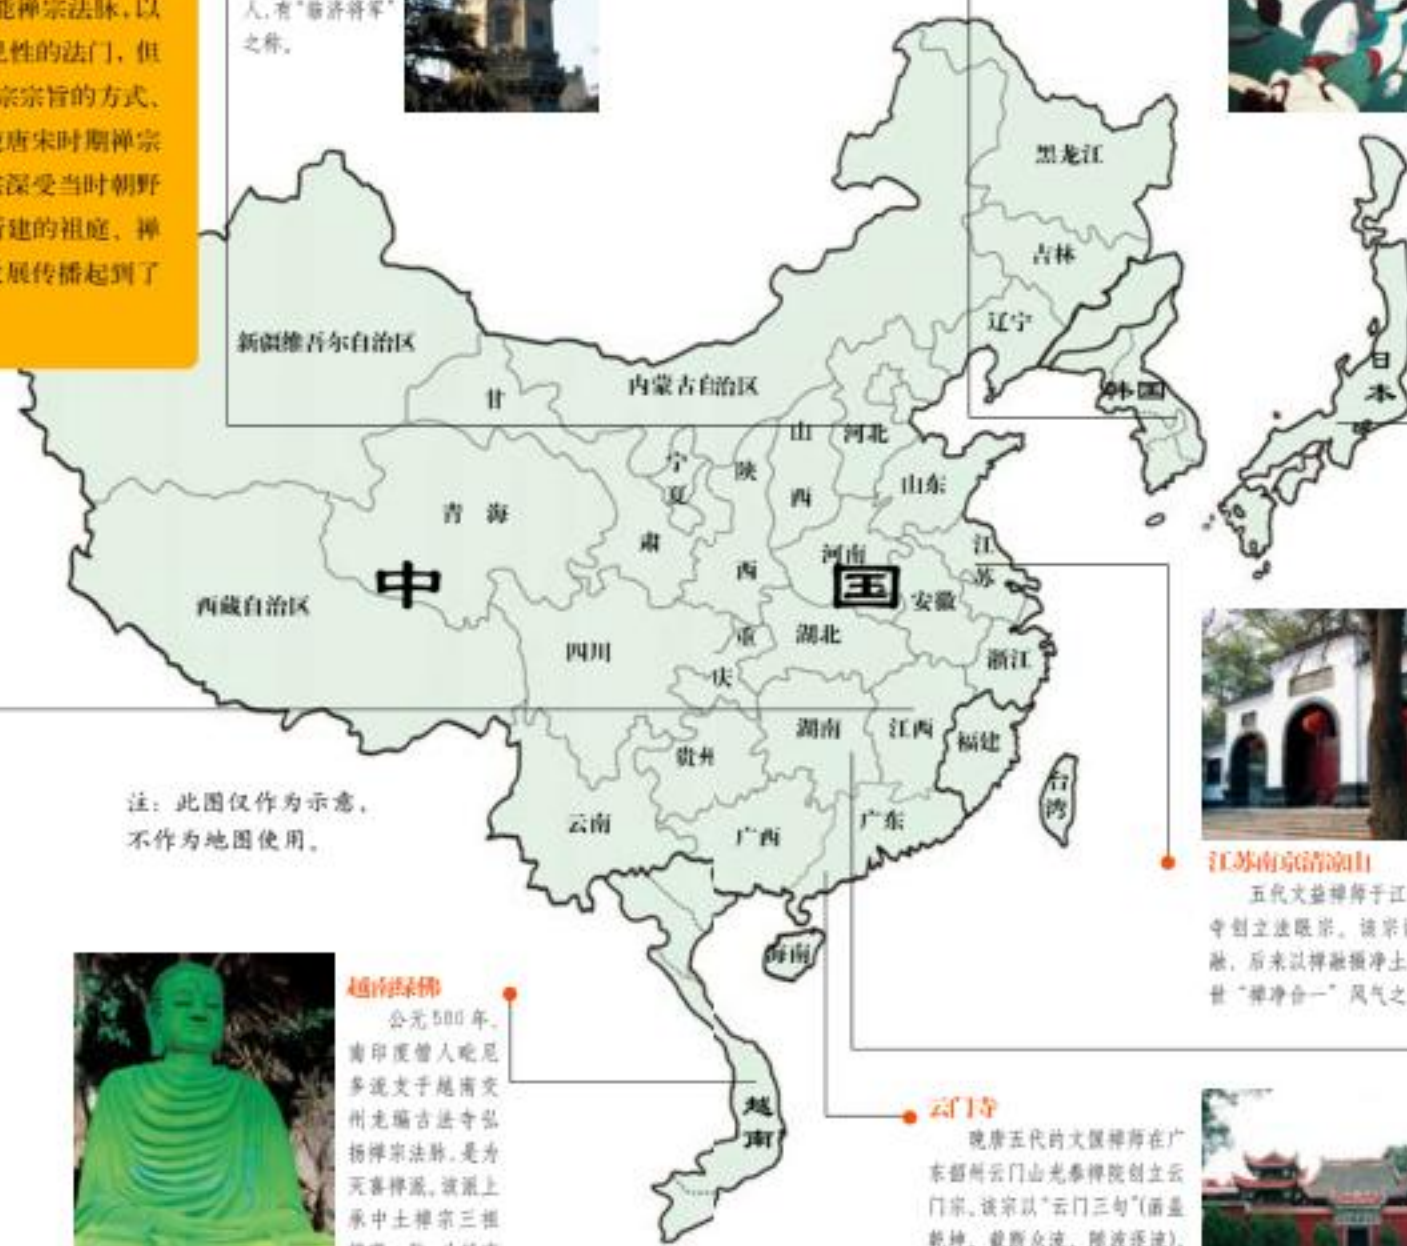 能禅宗法脉,以
见性的法门,但
宗宗旨的方式、
唐宋时期禅宗
深受当时朝野
建的祖庭、禅
展传播起到了
人,有“临济将军”
之称。
黑龙江
吉林
辽宁
新疆维吾尔自治区
内蒙古自治区
甘
肃
宁
夏
陕
西
山
西
河北
山东
青海
河南
江
苏
安徽
西藏自治区
中
国
四川
重
庆
湖北
浙江
湖南
江西
福建
贵州
云南
广西
广东
台
湾
海南
韩国
日
本
越
南
注:此图仅作为示意,
不作为地图使用。
江苏南京清凉山
五代文益禅师于江
寺创立法眼宗。该宗
融,后来以禅融摄净土
世“禅净合一”风气之
越南绿佛
公元580年,
南印度僧人毗尼
多流支于越南交
州龙编古法寺弘
扬禅宗法脉,是为
灭喜禅派。该派上
承中土禅宗三祖
云门寺
晚唐五代的文偃禅师在广
东韶州云门山光泰禅院创立云
门宗。该宗以“云门三句”(函盖
乾坤、截断众流、随波逐流)、